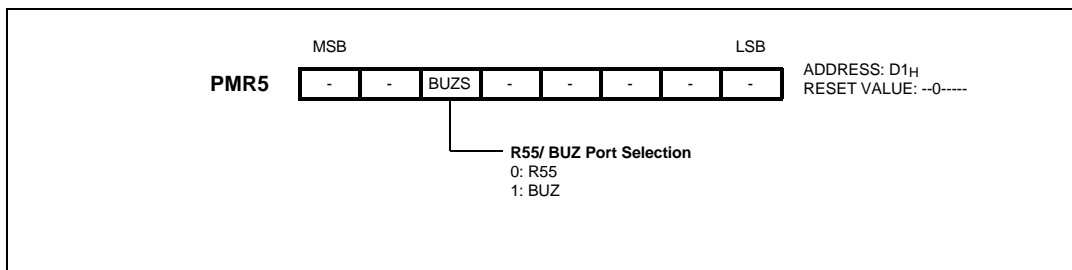 MSB LSB
PMR5 - - BUZS - - - - - ADDRESS: D1H
RESET VALUE: --0-----
R55/ BUZ Port Selection
0: R55
1: BUZ